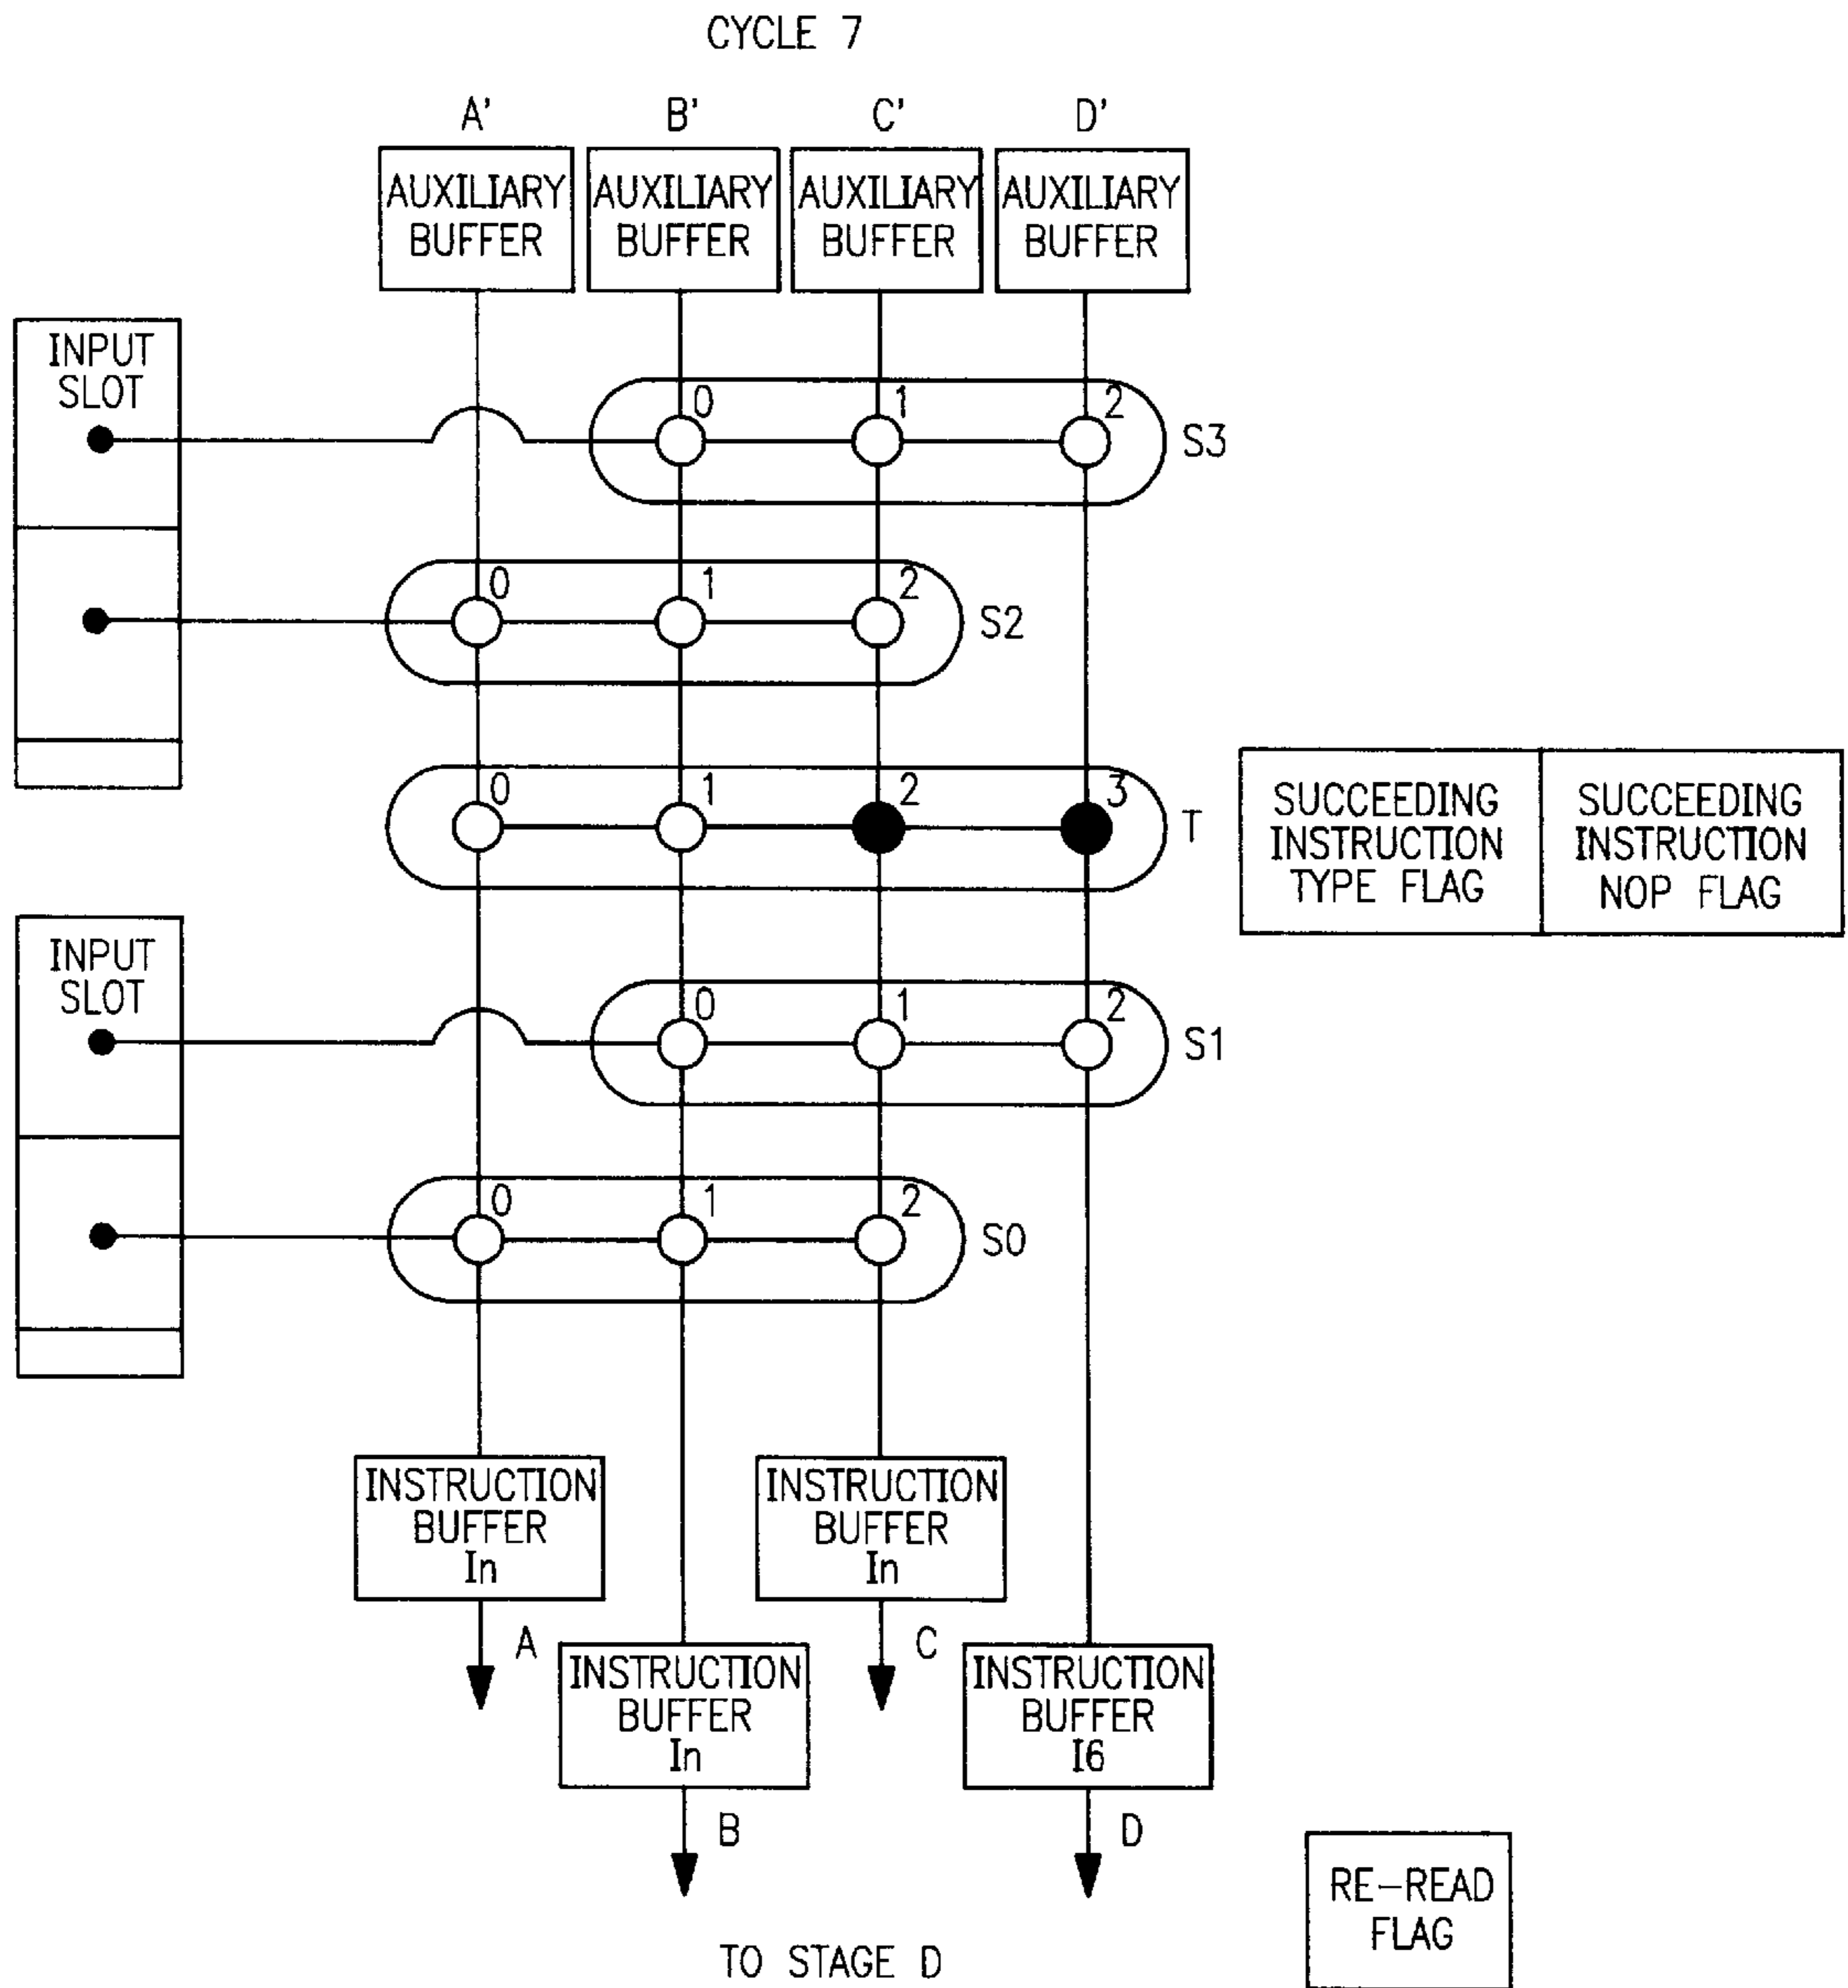 CYCLE 7
A' B' C' D'
AUXILIARY BUFFER
AUXILIARY BUFFER
AUXILIARY BUFFER
AUXILIARY BUFFER
INPUT
SLOT
0 1 2 S3
0 1 2 S2
0 1 2 3 T
SUCCEEDING
INSTRUCTION
TYPE FLAG
SUCCEEDING
INSTRUCTION
NOP FLAG
INPUT
SLOT
0 1 2 S1
0 1 2 S0
INSTRUCTION
BUFFER
In
A
INSTRUCTION
BUFFER
In
C
INSTRUCTION
BUFFER
In
B
INSTRUCTION
BUFFER
I6
D
RE-READ
FLAG
TO STAGE D